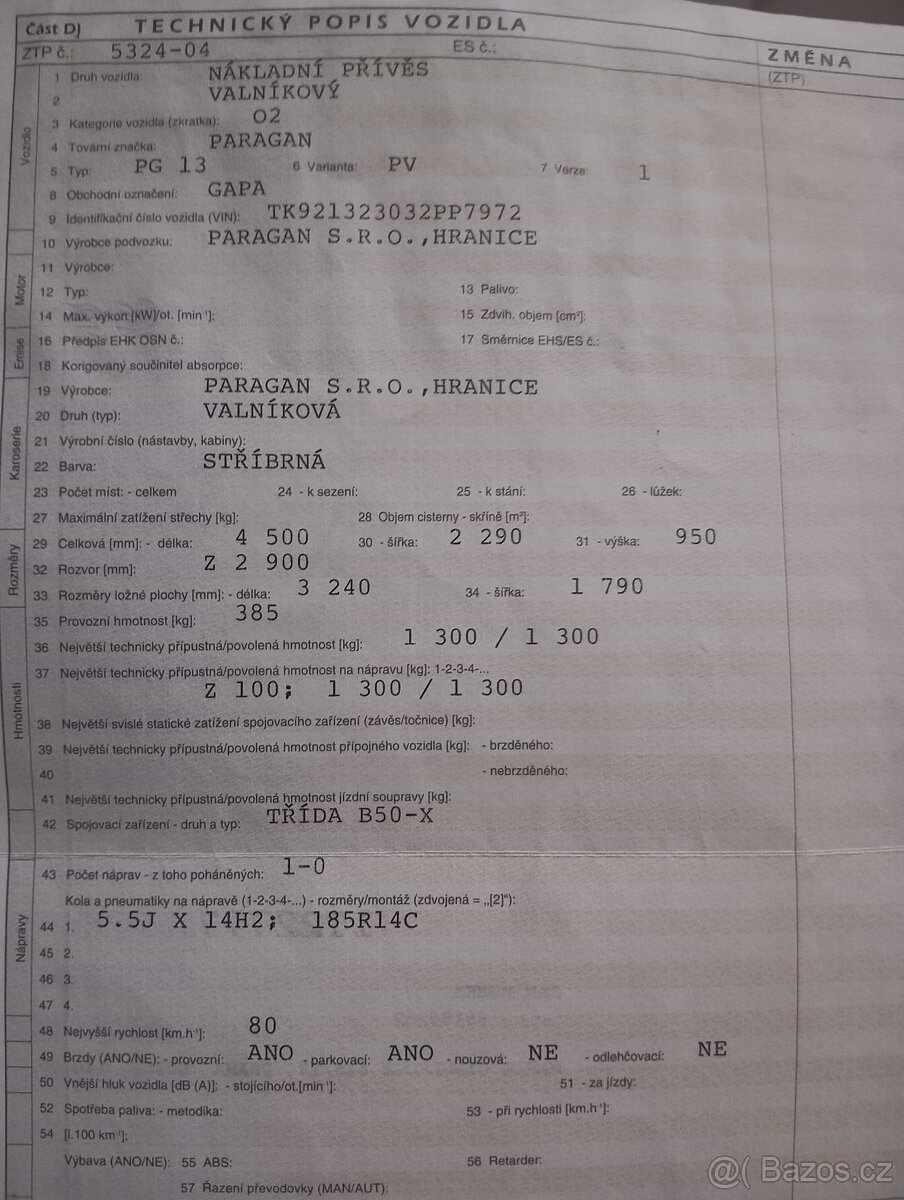 Část DJ TECHNICKÝ POPIS VOZIDLA
ZTP č.: 5324-04 ES č.: ZMĚNA
(ZTP)
Vozidlo
1 Druh vozidla: NÁKLADNÍ PŘÍVĚS
2 VALNÍKOVÝ
3 Kategorie vozidla (zkratka): O2
4 Tovární značka: PARAGAN
5 Typ: PG 13 6 Varianta: PV 7 Verze: 1
8 Obchodní označení: GAPA
9 Identifikační číslo vozidla (VIN): TK921323032PP7972
10 Výrobce podvozku: PARAGAN S.R.O.,HRANICE
Motor
11 Výrobce:
12 Typ: 13 Palivo:
14 Max. výkon [kW]/ot. [min⁻¹]: 15 Zdvih. objem [cm³]:
Emise
16 Předpis EHK OSN č.: 17 Směrnice EHS/ES č.:
18 Korigovaný součinitel absorpce:
Karoserie
19 Výrobce: PARAGAN S.R.O.,HRANICE
20 Druh (typ): VALNÍKOVÁ
21 Výrobní číslo (nástavby, kabiny):
22 Barva: STŘÍBRNÁ
23 Počet míst: - celkem 24 - k sezení: 25 - k stání: 26 - lůžek:
27 Maximální zatížení střechy [kg]: 28 Objem cisterny - skříně [m³]:
Rozměry
29 Celková [mm]: - délka: 4 500 30 - šířka: 2 290 31 - výška: 950
32 Rozvor [mm]: Z 2 900
33 Rozměry ložné plochy [mm]: - délka: 3 240 34 - šířka: 1 790
Hmotnosti
35 Provozní hmotnost [kg]: 385
36 Největší technicky přípustná/povolená hmotnost [kg]: 1 300 / 1 300
37 Největší technicky přípustná/povolená hmotnost na nápravu [kg]: 1-2-3-4-...
Z 100; 1 300 / 1 300
38 Největší svislé statické zatížení spojovacího zařízení (závěs/točnice) [kg]:
39 Největší technicky přípustná/povolená hmotnost přípojného vozidla [kg]: - brzděného:
40 - nebrzděného:
41 Největší technicky přípustná/povolená hmotnost jízdní soupravy [kg]:
42 Spojovací zařízení - druh a typ: TŘÍDA B50-X
Nápravy
43 Počet náprav - z toho poháněných: 1-0
Kola a pneumatiky na nápravě (1-2-3-4-...) - rozměry/montáž (zdvojená = „[2]"):
44 1. 5.5J X 14H2; 185R14C
45 2.
46 3.
47 4.
48 Nejvyšší rychlost [km.h⁻¹]: 80
49 Brzdy (ANO/NE): - provozní: ANO - parkovací: ANO - nouzová: NE - odlehčovací: NE
50 Vnější hluk vozidla [dB (A)]: - stojícího/ot.[min⁻¹]: 51 - za jízdy:
52 Spotřeba paliva: - metodika: 53 - při rychlosti [km.h⁻¹]:
54 [l.100 km⁻¹]:
Výbava (ANO/NE): 55 ABS: 56 Retarder:
57 Řazení převodovky (MAN/AUT):
@( Bazos.cz